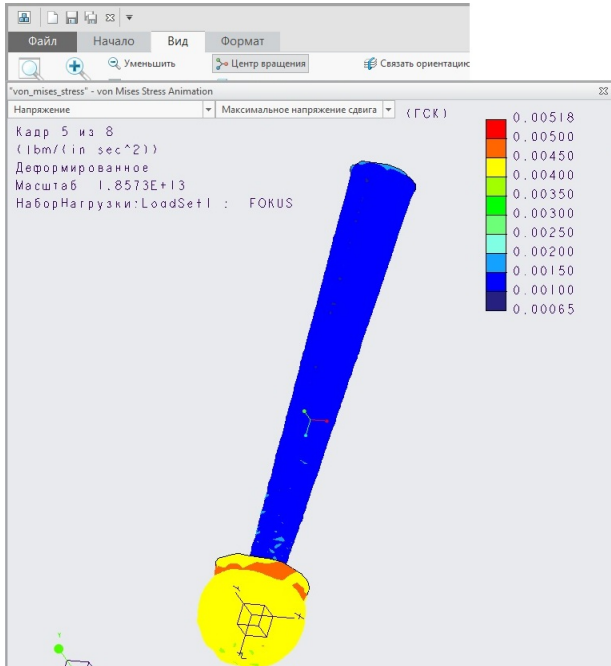 Файл Начало Вид Формат
Уменьшить Центр вращения Связать ориентацию
"von_mises_stress" - von Mises Stress Animation
Напряжение Максимальное напряжение сдвига (ГСК)
Кадр 5 из 8
(lbm/(in sec^2))
Деформированное
Масштаб 1.8573E+13
НаборНагрузки:LoadSet1 : FOKUS
0.00518
0.00500
0.00450
0.00400
0.00350
0.00300
0.00250
0.00200
0.00150
0.00100
0.00065
Y